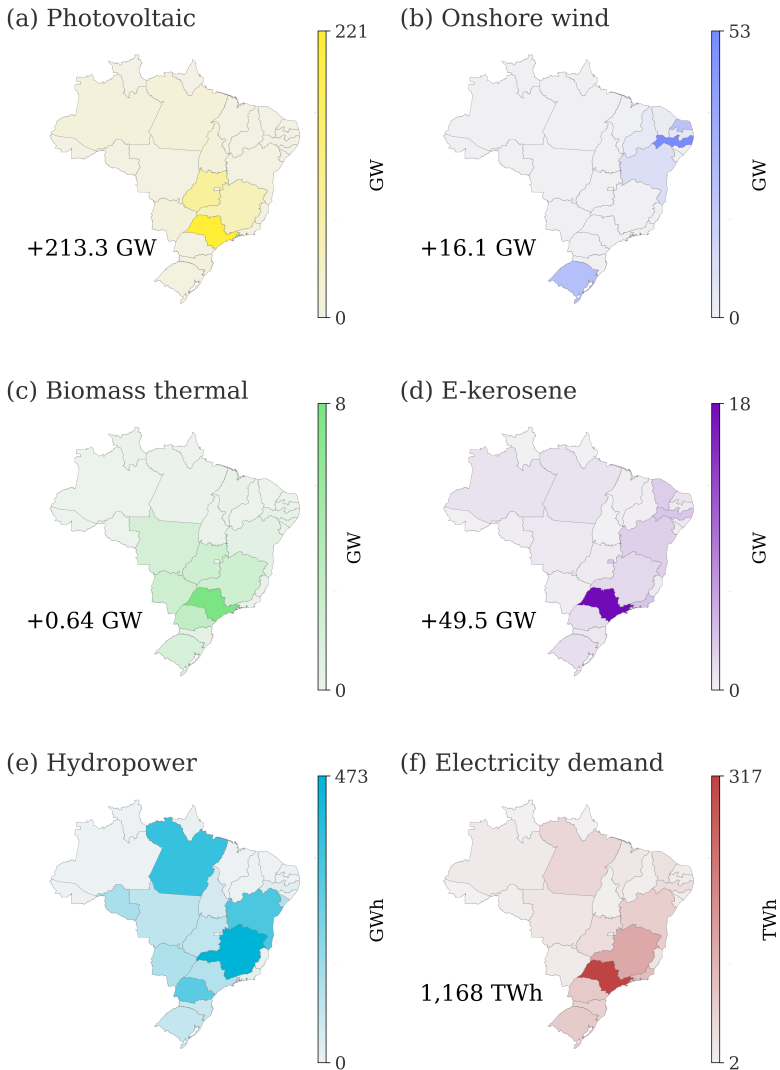 (a) Photovoltaic
221
GW
+213.3 GW
0
(b) Onshore wind
53
GW
+16.1 GW
0
(c) Biomass thermal
8
GW
+0.64 GW
0
(d) E-kerosene
18
GW
+49.5 GW
0
(e) Hydropower
473
GWh
0
(f) Electricity demand
317
TWh
1,168 TWh
2